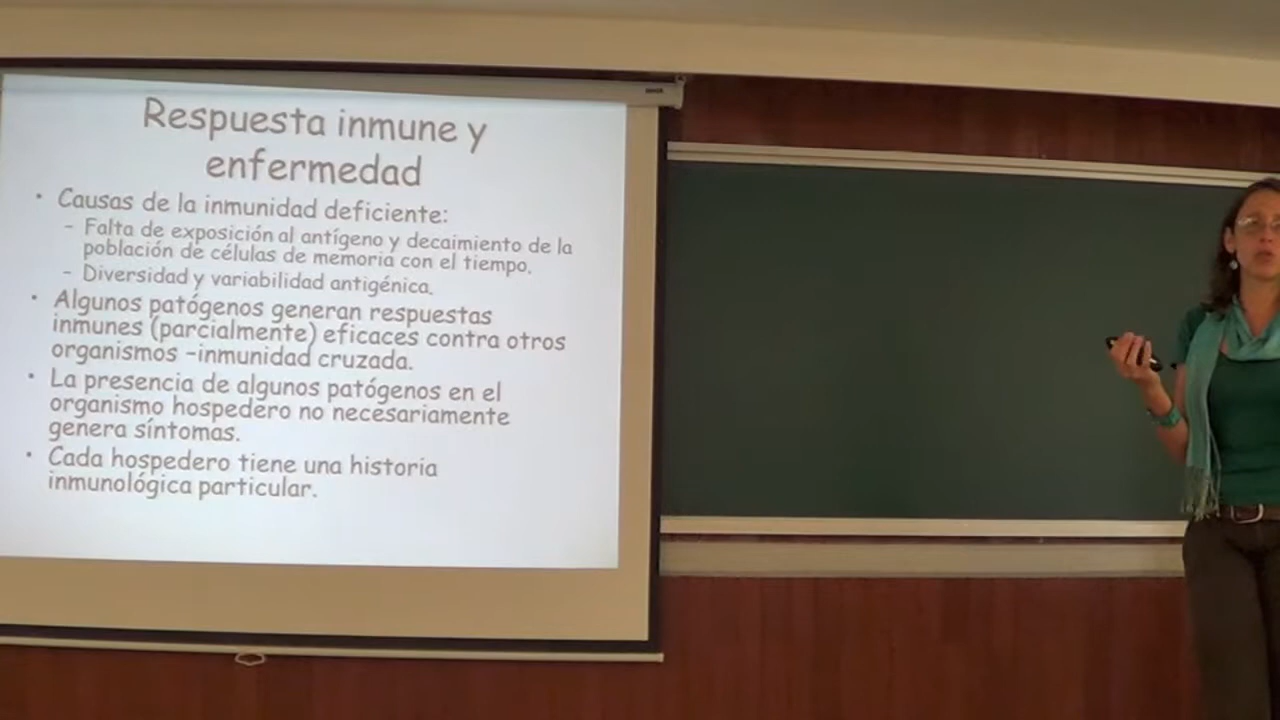 Respuesta inmune y
enfermedad
• Causas de la inmunidad deficiente:
– Falta de exposición al antígeno y decaimiento de la
población de células de memoria con el tiempo.
– Diversidad y variabilidad antigénica.
• Algunos patógenos generan respuestas
inmunes (parcialmente) eficaces contra otros
organismos –inmunidad cruzada.
• La presencia de algunos patógenos en el
organismo hospedero no necesariamente
genera síntomas.
• Cada hospedero tiene una historia
inmunológica particular.